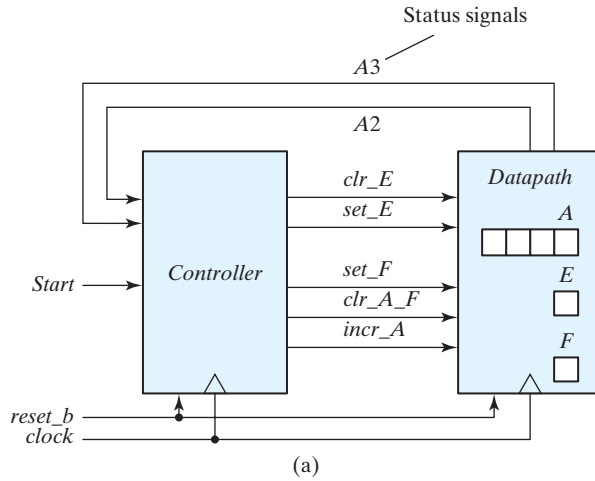 Status signals
A3
A2
clr_E
Datapath
set_E
A
Controller
E
Start
set_F
clr_A_F
incr_A
F
reset_b
clock
(a)